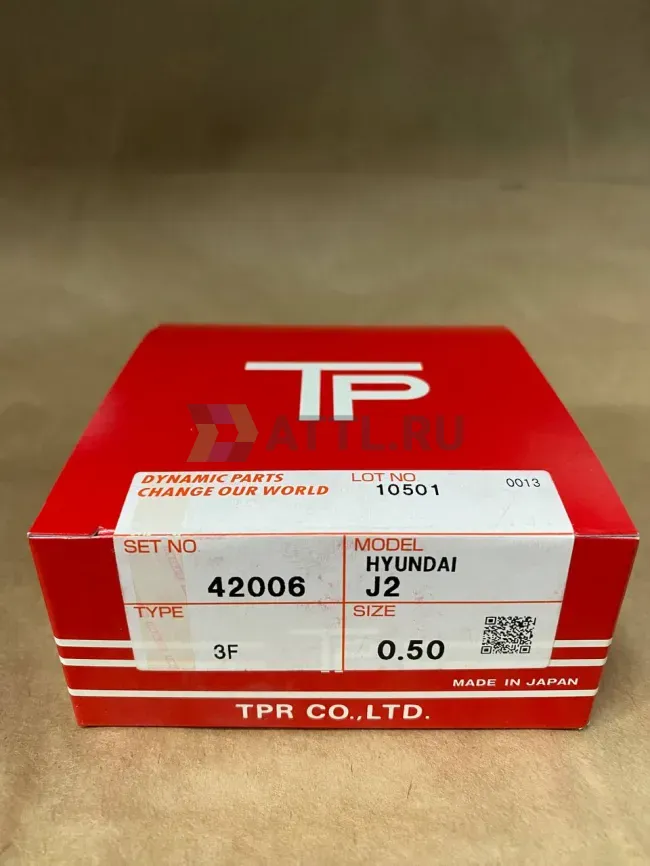 TP
ATTL.RU
DYNAMIC PARTS
CHANGE OUR WORLD
LOT NO
10501
0013
SET NO
42006
MODEL
HYUNDAI
J2
TYPE
3F
SIZE
0.50
MADE IN JAPAN
TPR CO.,LTD.